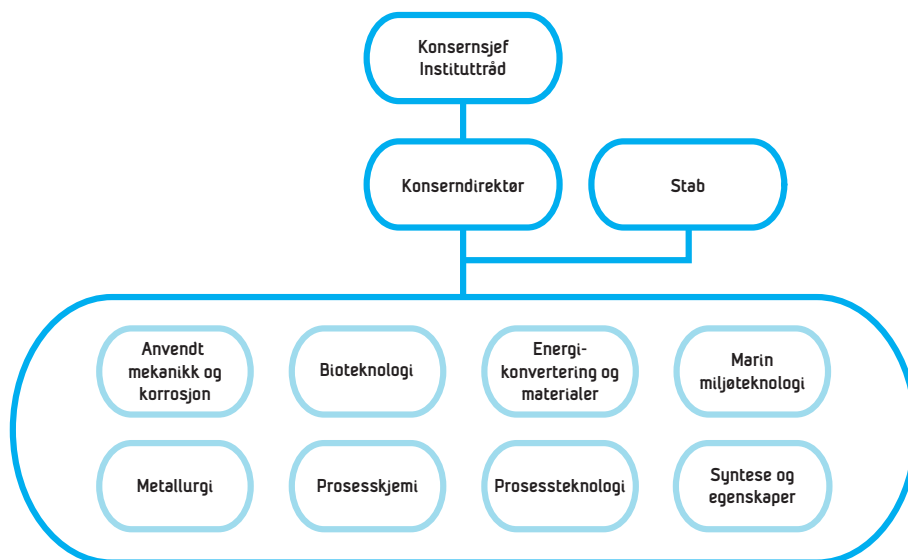 Konsernsjef
Instituttråd
Konserndirektør
Stab
Anvendt
mekanikk og
korrosjon
Bioteknologi
Energi-
konvertering og
materialer
Marin
miljøteknologi
Metallurgi
Prosesskjemi
Prosessteknologi
Syntese og
egenskaper